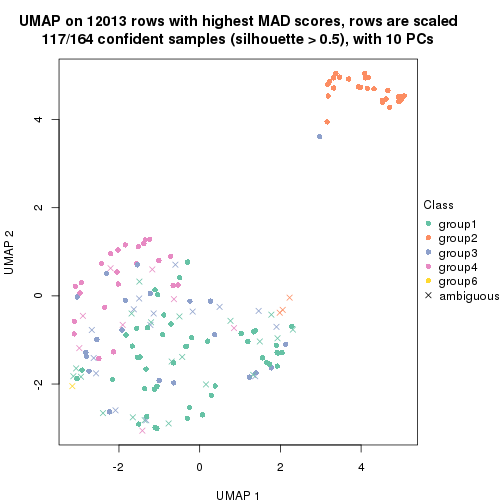 UMAP on 12013 rows with highest MAD scores, rows are scaled
117/164 confident samples (silhouette > 0.5), with 10 PCs
4
2
0
-2
UMAP 2
-2
0
2
4
UMAP 1
Class
group1
group2
group3
group4
group6
ambiguous